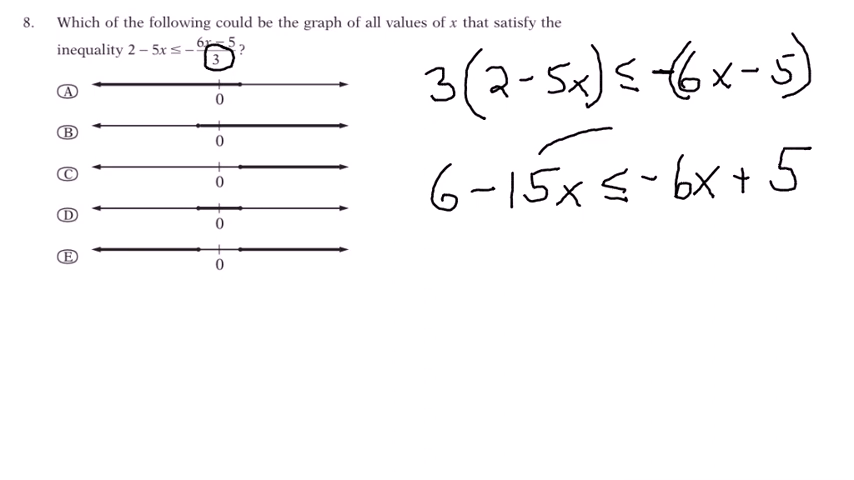 8. Which of the following could be the graph of all values of x that satisfy the
inequality 2 – 5x ≤ – 6x – 5 / 3 ?
A
0
B
0
C
0
D
0
E
0
3(2 - 5x) ≤ -(6x - 5)
6 - 15x ≤ - 6x + 5